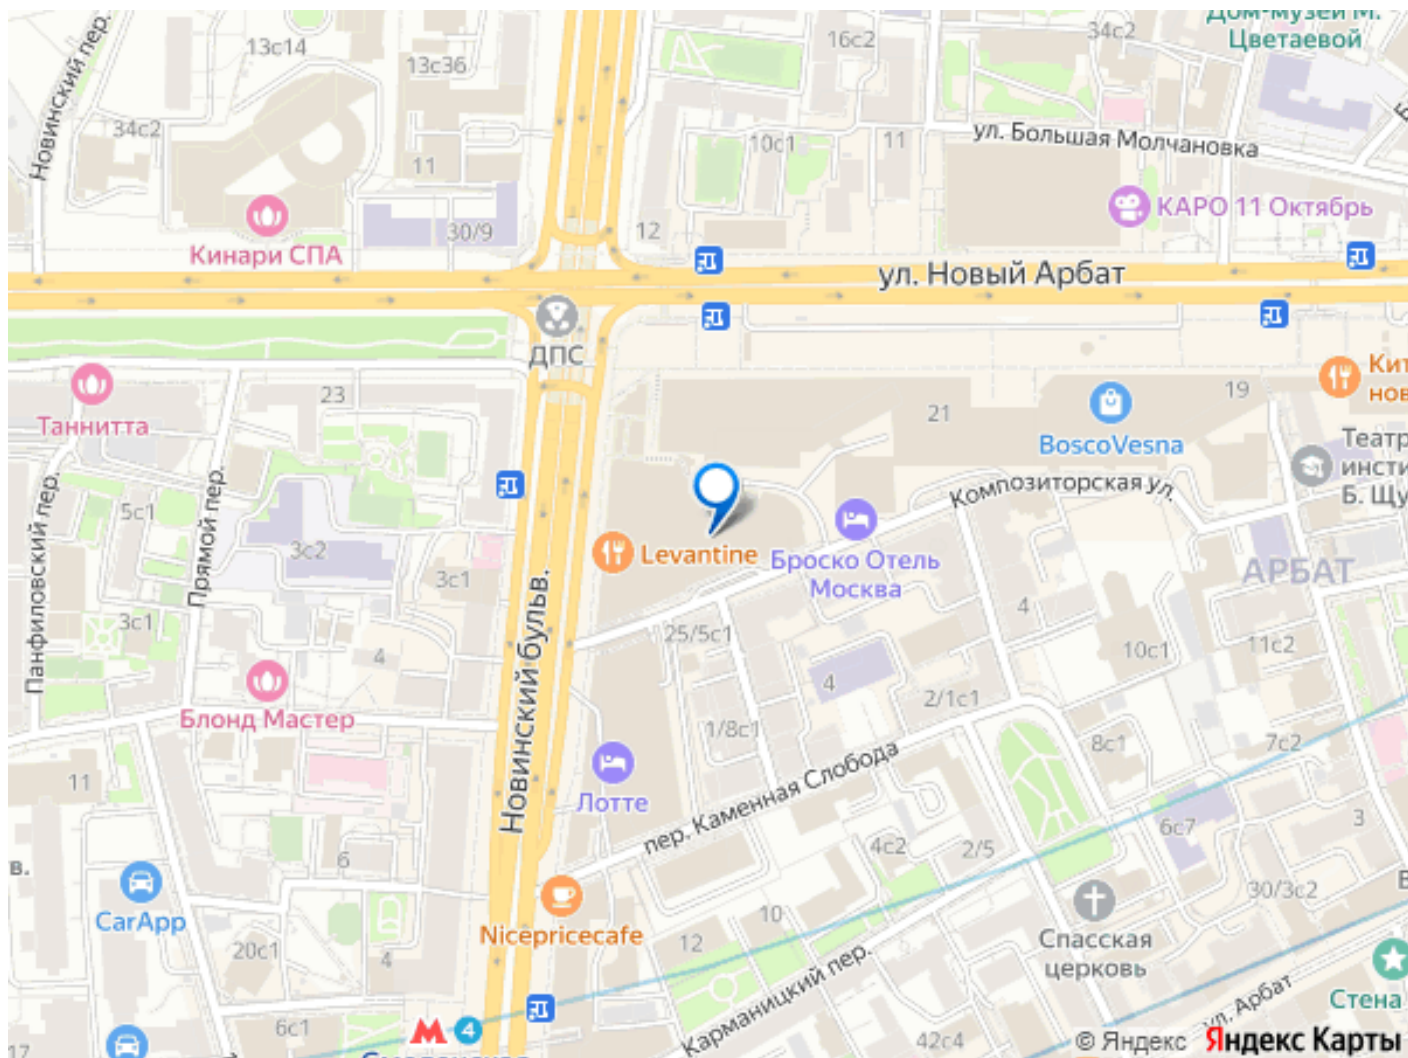 Дом-музей М.
Цветаевой
Новинский пер.
13с14
13с36
16с2
34с2
34с2
11
10с1
11
ул. Большая Молчановка
КАРО 11 Октябрь
30/9
12
Кинари СПА
ул. Новый Арбат
ДПС
Таннитта
23
21
19
BoscoVesna
Театр
инсти
Б. Щу
Композиторская ул.
5с1
Прямой пер.
Панфиловский пер.
3с2
3с1
3с1
4
Levantine
Броско Отель
Москва
АРБАТ
Новинский бульв.
25/5с1
4
4
10с1
11с2
2/1с1
Блонд Мастер
1/8с1
8с1
7с2
11
Лотте
пер. Каменная Слобода
6с7
3
в.
6
4с2
2/5
30/3с2
CarApp
Nicepricecafe
10
12
Спасская
церковь
20с1
4
Карманицкий пер.
ул. Арбат
Стена
17
6с1
4
Смоленская
42с4
© Яндекс Яндекс Карты